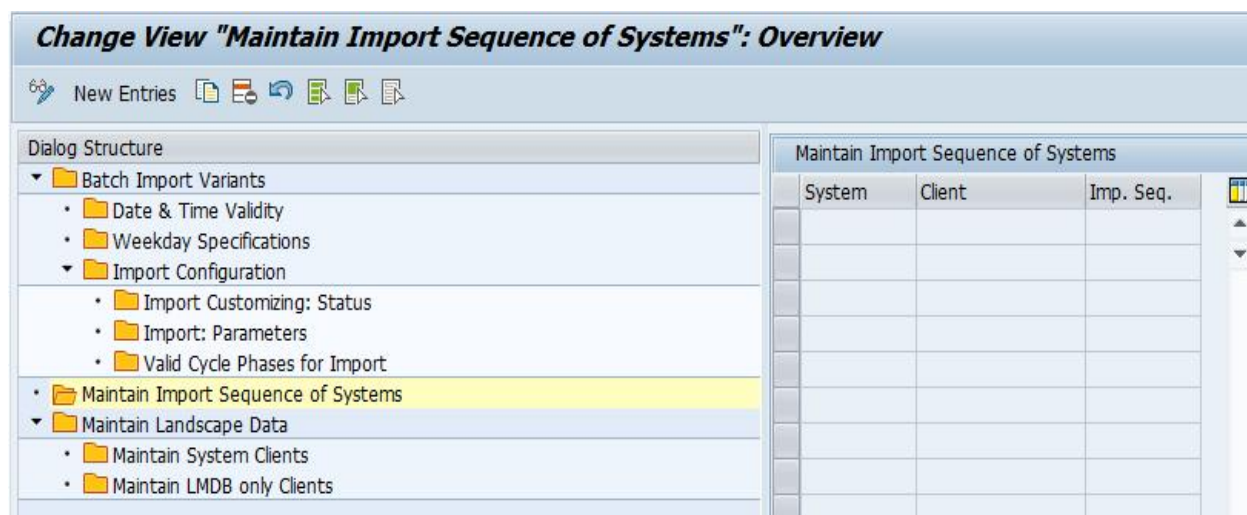 Change View "Maintain Import Sequence of Systems": Overview
New Entries
Dialog Structure
Batch Import Variants
Date & Time Validity
Weekday Specifications
Import Configuration
Import Customizing: Status
Import: Parameters
Valid Cycle Phases for Import
Maintain Import Sequence of Systems
Maintain Landscape Data
Maintain System Clients
Maintain LMDB only Clients
Maintain Import Sequence of Systems
System Client Imp. Seq.